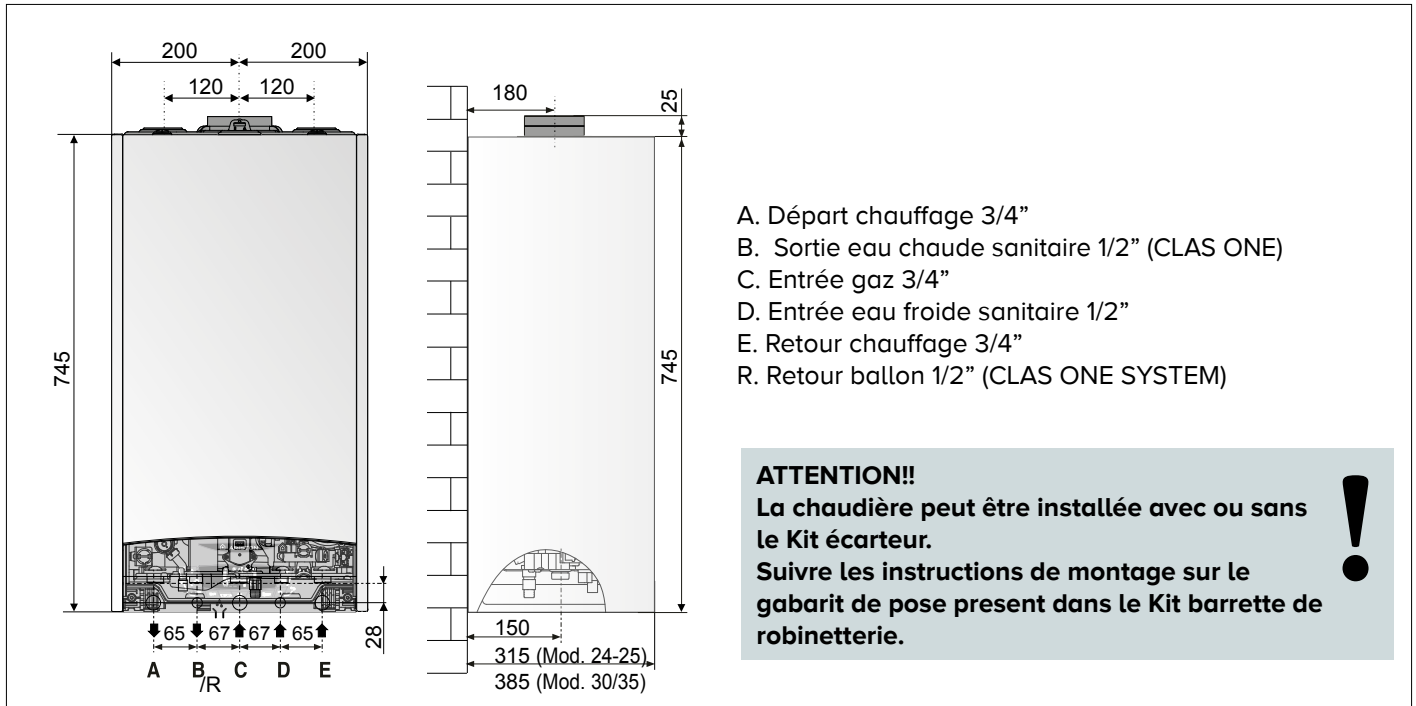 200 200
120 120
745
65 67 67 65
28
A B C D E
/R
180
25
745
150
315 (Mod. 24-25)
385 (Mod. 30/35)
A. Départ chauffage 3/4”
B. Sortie eau chaude sanitaire 1/2” (CLAS ONE)
C. Entrée gaz 3/4”
D. Entrée eau froide sanitaire 1/2”
E. Retour chauffage 3/4”
R. Retour ballon 1/2” (CLAS ONE SYSTEM)
ATTENTION!!
La chaudière peut être installée avec ou sans
le Kit écarteur.
Suivre les instructions de montage sur le
gabarit de pose present dans le Kit barrette de
robinetterie.
!